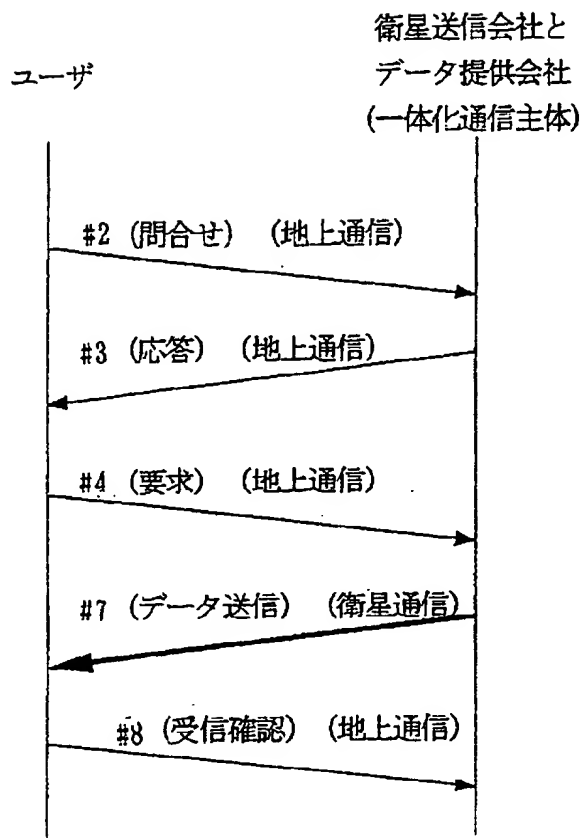 ユーザ
衛星送信会社と
データ提供会社
(一体化通信主体)
#2 (問合せ) (地上通信)
#3 (応答) (地上通信)
#4 (要求) (地上通信)
#7 (データ送信) (衛星通信)
#8 (受信確認) (地上通信)